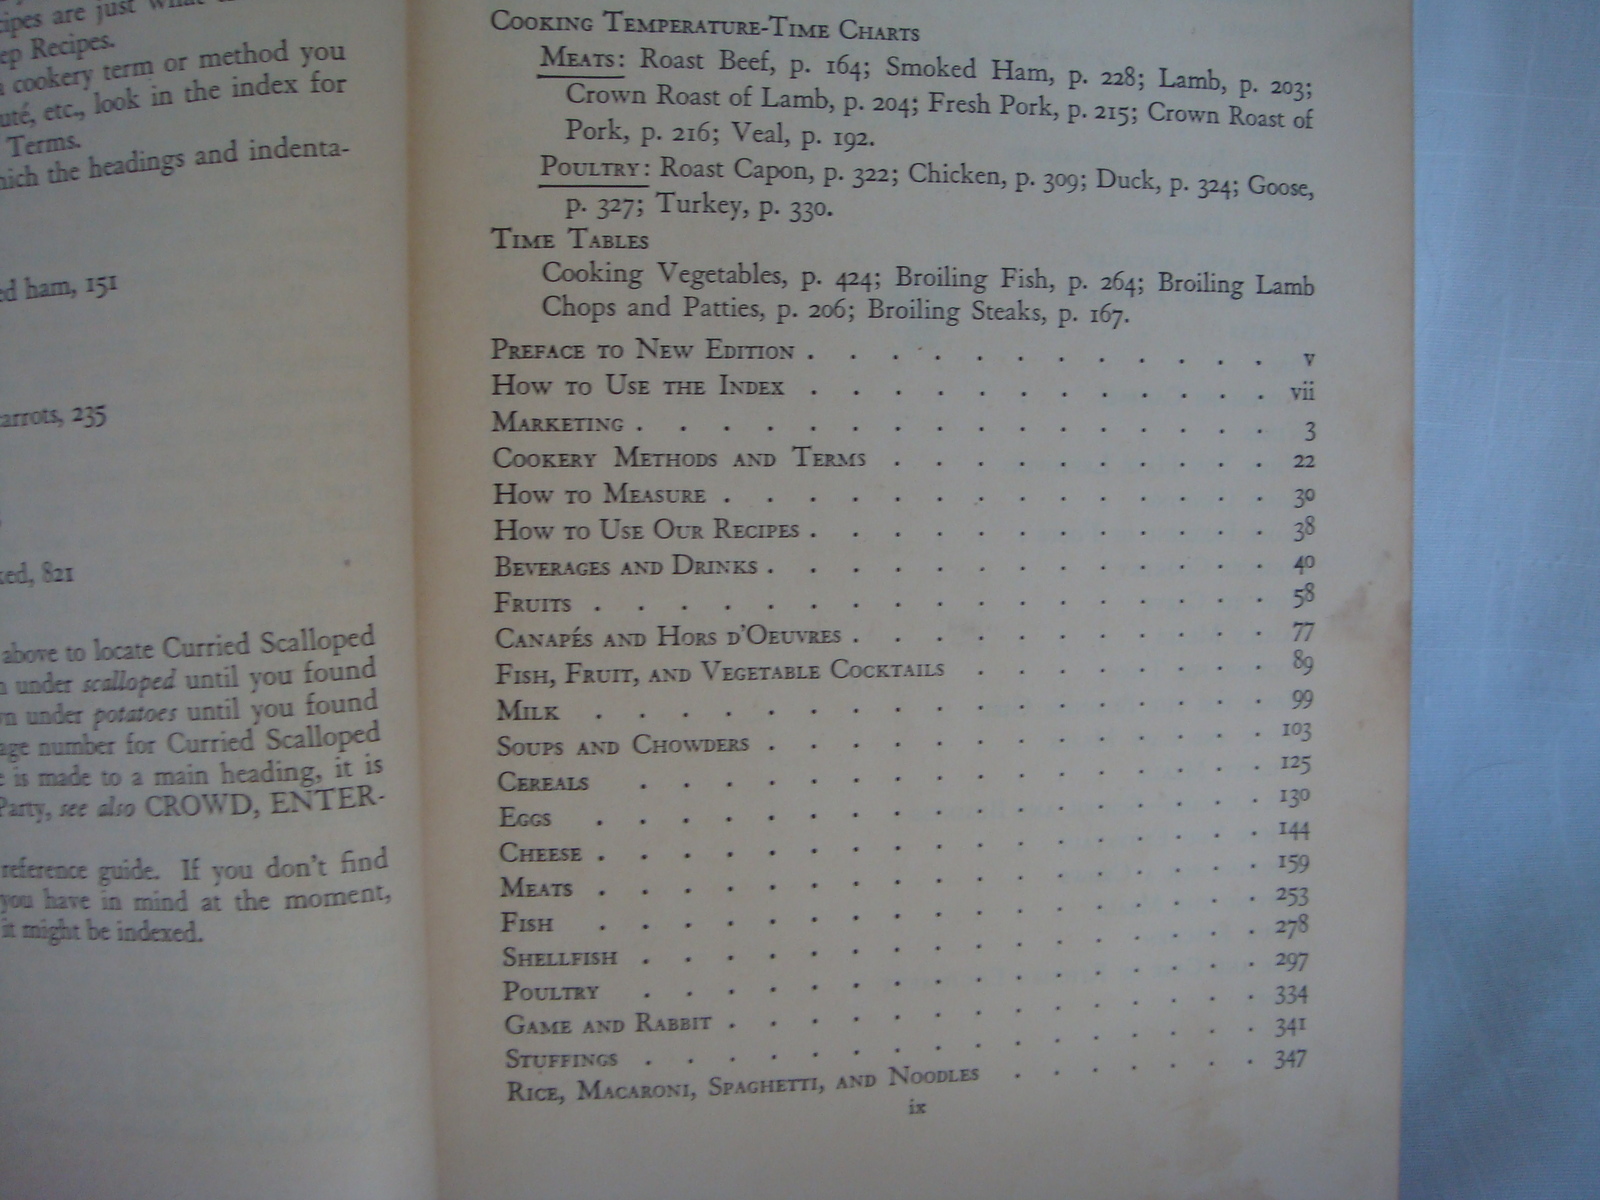 ipes are just what
ep Recipes.
cookery term or method you
uté, etc., look in the index for
Terms.
hich the headings and indenta-
ed ham, 151
arrots, 235
ked, 821
above to locate Curried Scalloped
n under scalloped until you found
wn under potatoes until you found
age number for Curried Scalloped
e is made to a main heading, it is
Party, see also CROWD, ENTER-
reference guide. If you don't find
you have in mind at the moment,
it might be indexed.
Cooking Temperature-Time Charts
Meats: Roast Beef, p. 164; Smoked Ham, p. 228; Lamb, p. 203;
Crown Roast of Lamb, p. 204; Fresh Pork, p. 215; Crown Roast of
Pork, p. 216; Veal, p. 192.
Poultry: Roast Capon, p. 322; Chicken, p. 309; Duck, p. 324; Goose,
p. 327; Turkey, p. 330.
Time Tables
Cooking Vegetables, p. 424; Broiling Fish, p. 264; Broiling Lamb
Chops and Patties, p. 206; Broiling Steaks, p. 167.
Preface to New Edition . . . . . . . . . . . . v
How to Use the Index . . . . . . . . . . . . vii
Marketing . . . . . . . . . . . . . . . . 3
Cookery Methods and Terms . . . . . . . . . . 22
How to Measure . . . . . . . . . . . . . . 30
How to Use Our Recipes . . . . . . . . . . . . 38
Beverages and Drinks . . . . . . . . . . . . . 40
Fruits . . . . . . . . . . . . . . . . . 58
Canapés and Hors d'Oeuvres . . . . . . . . . . . 77
Fish, Fruit, and Vegetable Cocktails . . . . . . . . 89
Milk . . . . . . . . . . . . . . . . . 99
Soups and Chowders . . . . . . . . . . . . . 103
Cereals . . . . . . . . . . . . . . . . 125
Eggs . . . . . . . . . . . . . . . . . 130
Cheese . . . . . . . . . . . . . . . . . 144
Meats . . . . . . . . . . . . . . . . . 159
Fish . . . . . . . . . . . . . . . . . 253
Shellfish . . . . . . . . . . . . . . . . 278
Poultry . . . . . . . . . . . . . . . . 297
Game and Rabbit . . . . . . . . . . . . . . 334
Stuffings . . . . . . . . . . . . . . . . 341
Rice, Macaroni, Spaghetti, and Noodles . . . . . . . 347
ix